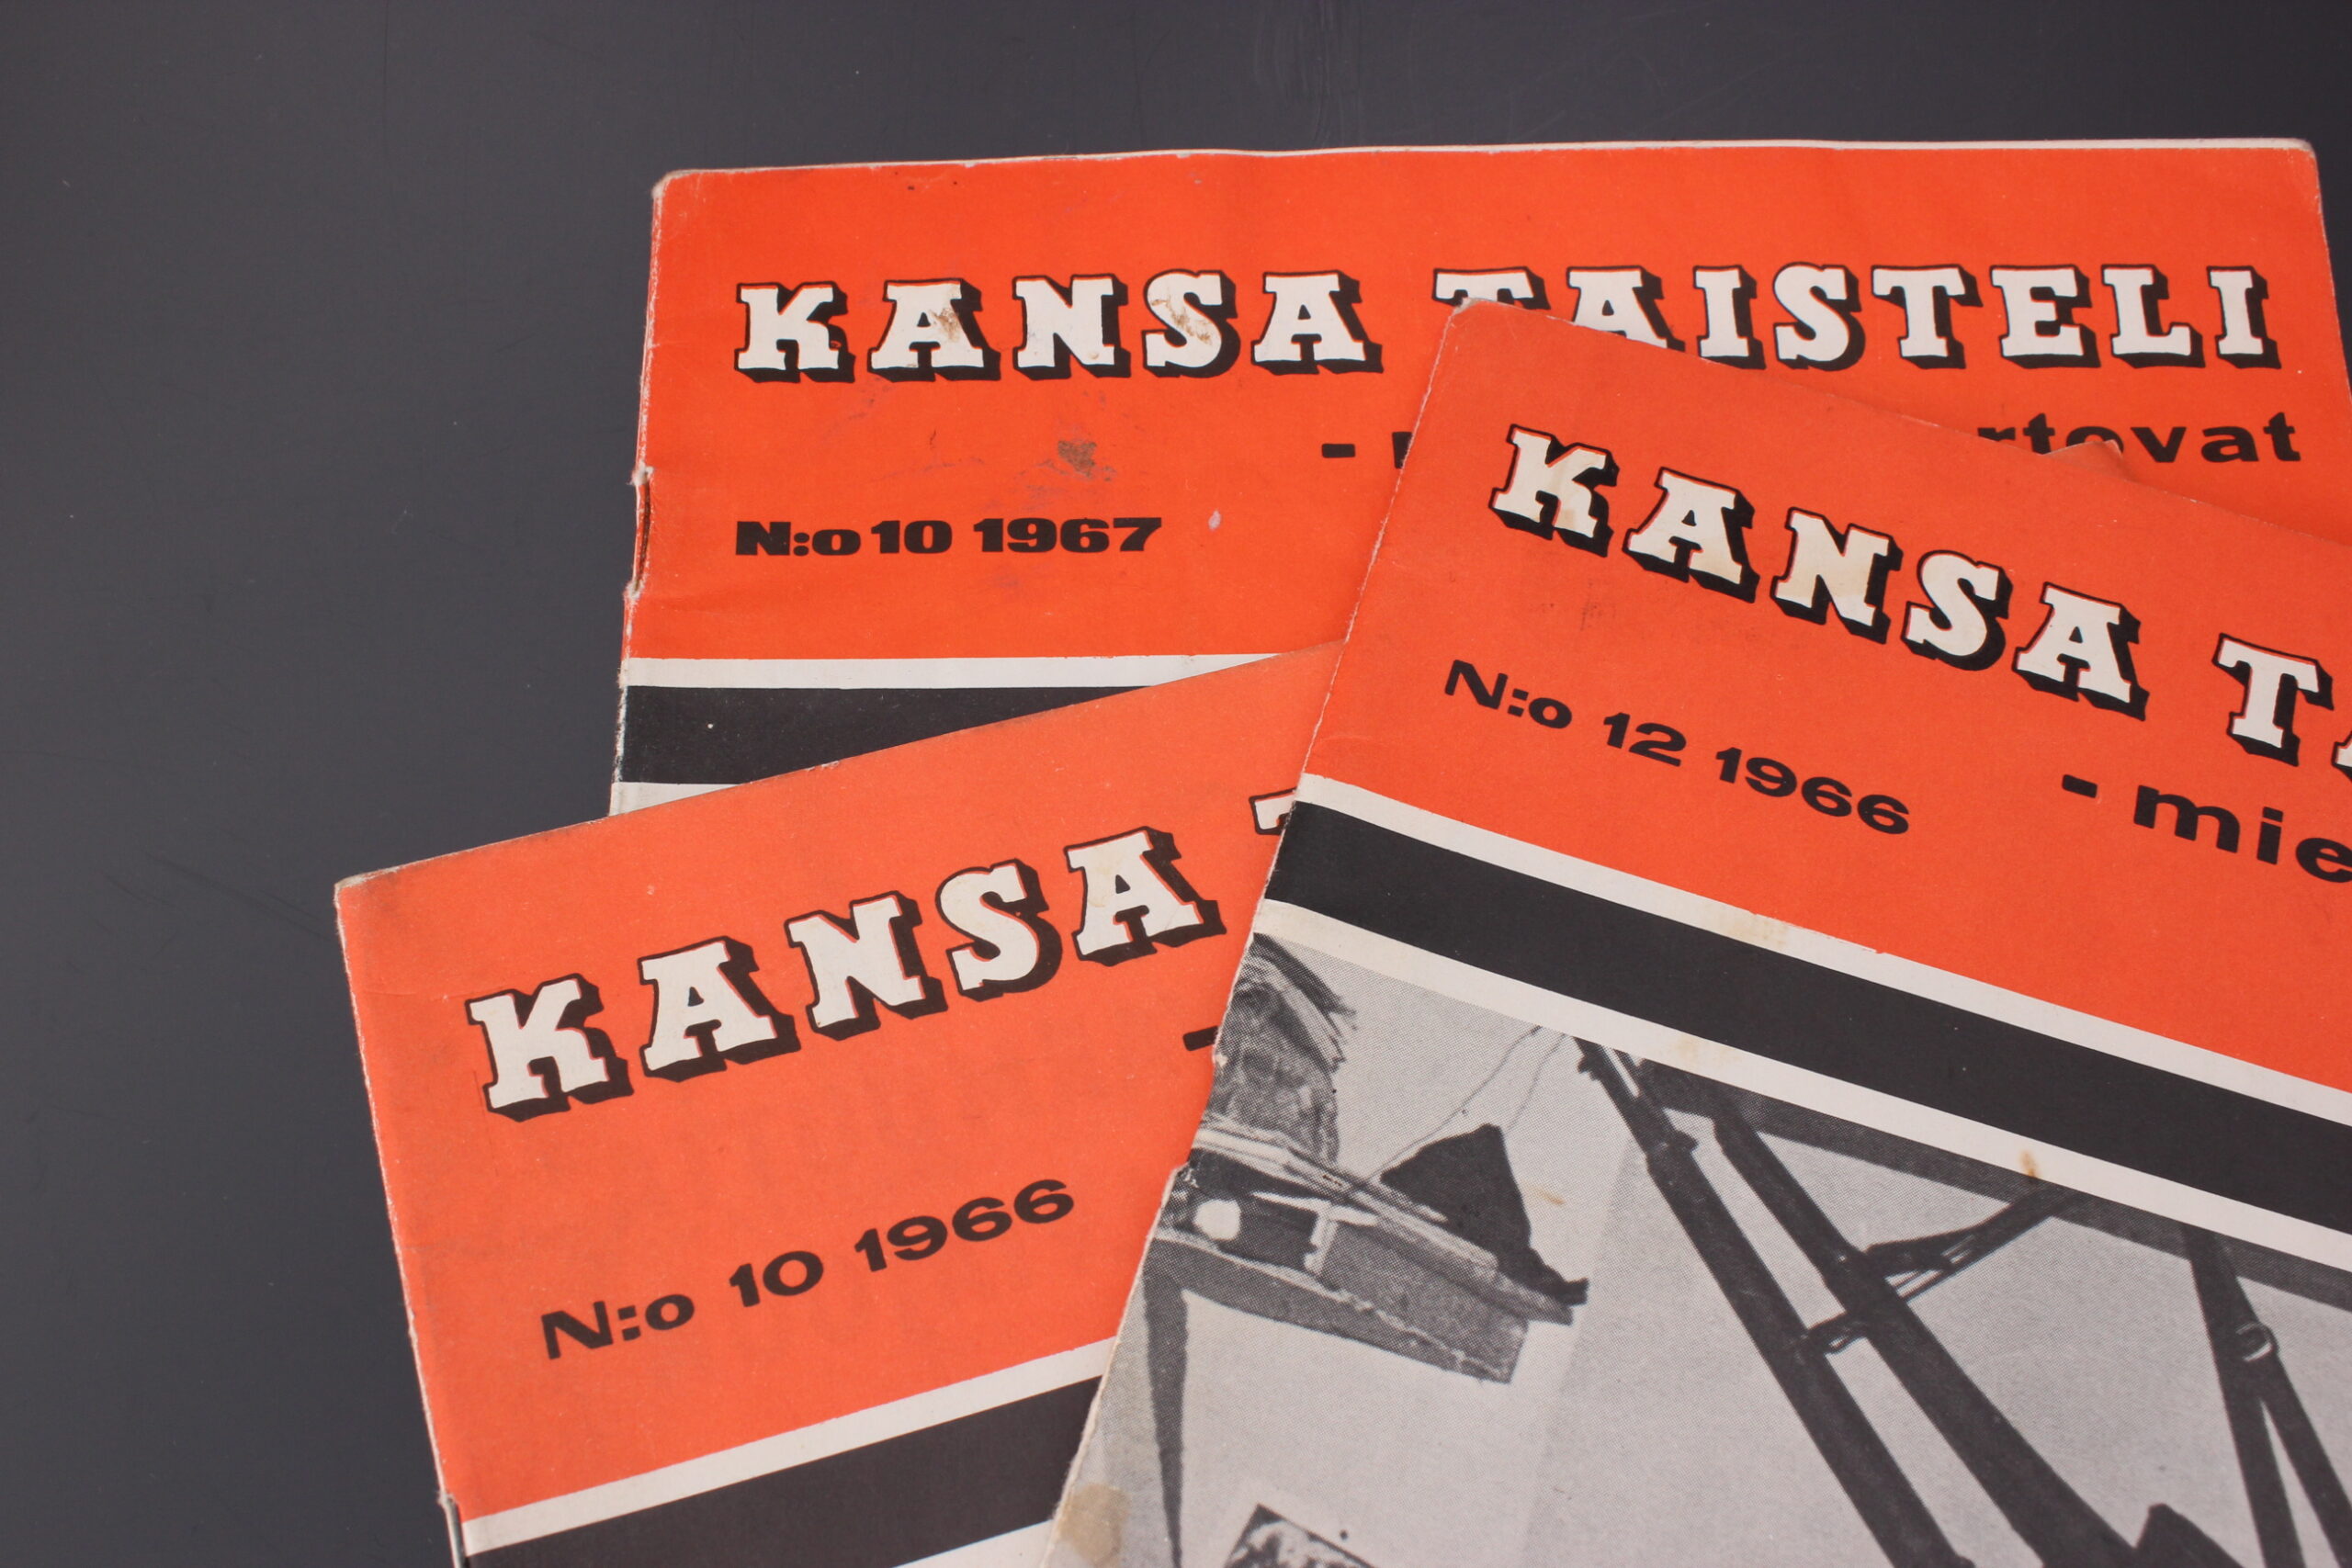 KANSA TAISTELI
N:o 10 1967
KANSA
N:o 12 1966
KANSA
N:o 10 1966